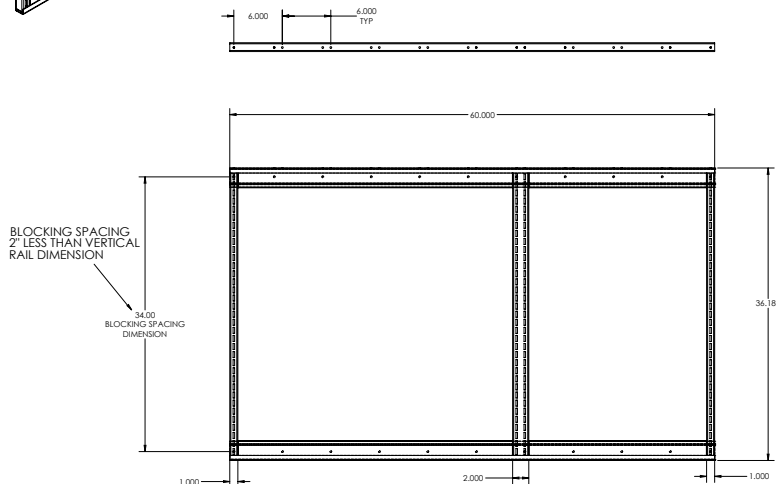 6.000
6.000
TYP
60.000
BLOCKING SPACING
2" LESS THAN VERTICAL
RAIL DIMENSION
34.00
BLOCKING SPACING
DIMENSION
36.18
1.000
2.000
1.000